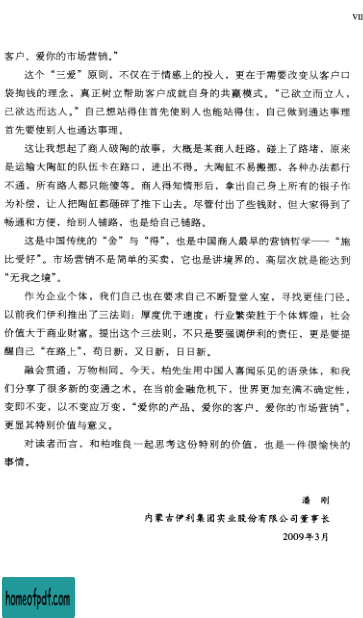 VII
客户、爱你的市场营销。”
这个“三爱”原则，不仅在于情感上的投入，更在于需要改变从客户口
袋掏钱的理念，真正树立帮助客户成就自身的共赢模式。“己欲立而立人，
己欲达而达人。”自己想站得住首先使别人也能站得住，自己做到通达事理
首先要使别人也通达事理。
这让我想起了商人破陶的故事，大概是某商人赶路，碰上了路堵，原来
是运输大陶缸的队伍卡在路口，进出不得。大陶缸不易搬挪，各种办法都行
不通，所有路人都只能傻等。商人得知情形后，拿出自己身上所有的银子作
为补偿，让人把陶缸都砸碎了推下山去。尽管付出了些钱财，但大家得到了
畅通和方便，给别人铺路，也是给自己铺路。
这是中国传统的“舍”与“得”，也是中国商人最早的营销哲学——“施
比受爱好”。市场营销不是简单的买卖，它也是讲境界的，高层次就是能达到
“无我之境”。
作为企业个体，我们自己也在要求自己不断登堂入室，寻找更佳门径。
以前我们伊利推出了三法则：厚度优于速度；行业繁荣胜于个体辉煌；社会
价值大于商业财富。提出这个三法则，不只是要强调伊利的责任，更是要提
醒自己“在路上”，苟日新，又日新，日日新。
融会贯通，万物相同。今天，柏先生用中国人喜闻乐见的语录体，和我
们分享了很多新的变通之术。在当前金融危机下，世界更加充满不确定性，
变即不变，以不变应万变，“爱你的产品、爱你的客户、爱你的市场营销”，
更显其特别价值与意义。
对读者而言，和柏唯良一起思考这份特别的价值，也是一件很愉快的
事情。
潘 刚
内蒙古伊利集团实业股份有限公司董事长
2009年3月
homeofpdf.com